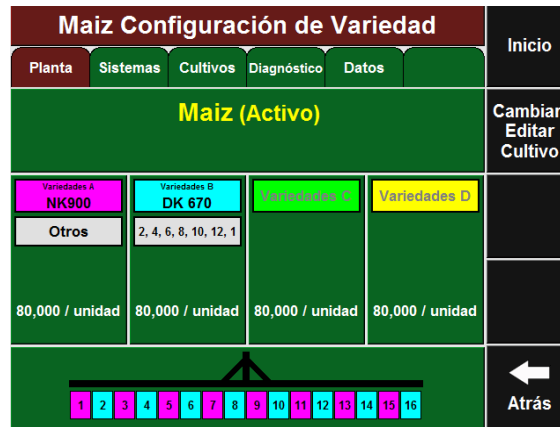 Maiz Configuración de Variedad
Inicio
Planta Sistemas Cultivos Diagnóstico Datos
Maiz (Activo)
Cambiar
Editar
Cultivo
Variedades A Variedades B
NK900 DK 670 Variedades C Variedades D
Otros 2, 4, 6, 8, 10, 12, 1
80,000 / unidad 80,000 / unidad 80,000 / unidad 80,000 / unidad
1 2 3 4 5 6 7 8 9 10 11 12 13 14 15 16
Atrás